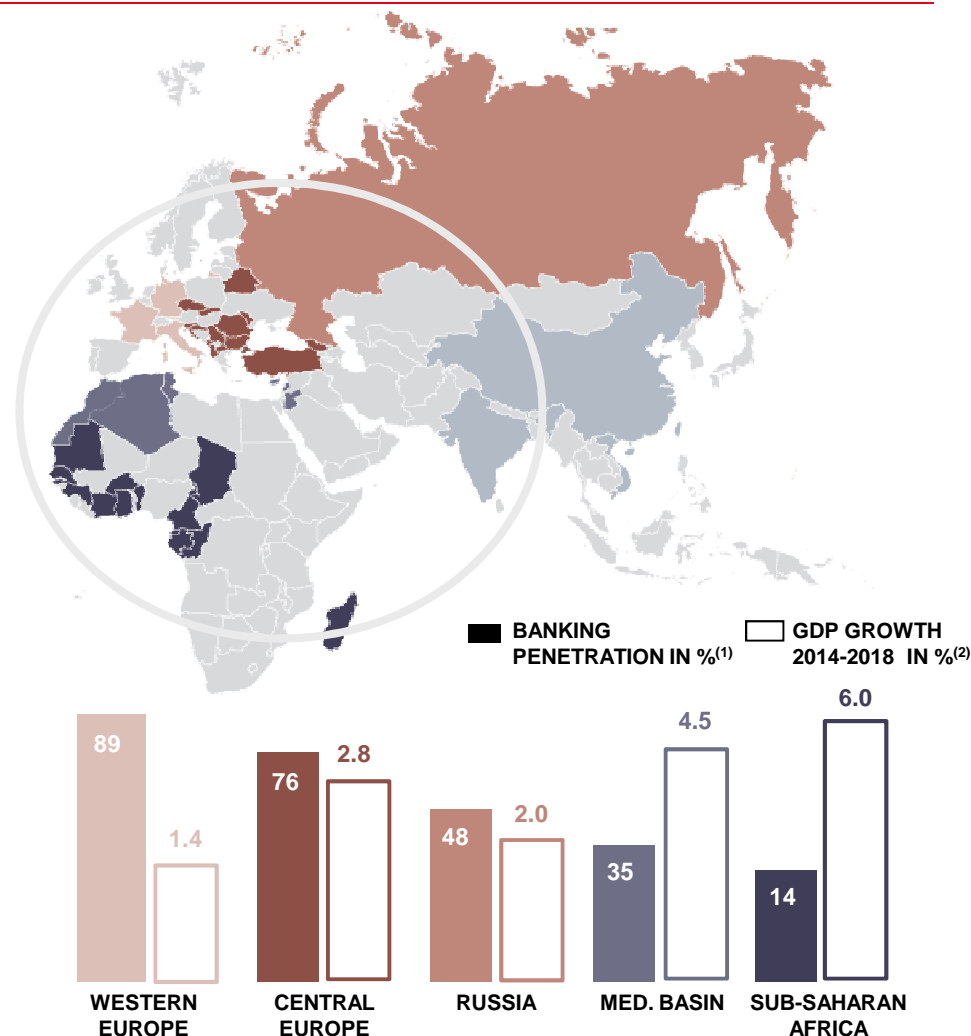 BANKING
PENETRATION IN %(1)
GDP GROWTH
2014-2018 IN %(2)
89
1.4
76
2.8
48
2.0
35
4.5
14
6.0
WESTERN
EUROPE
CENTRAL
EUROPE
RUSSIA
MED. BASIN
SUB-SAHARAN
AFRICA